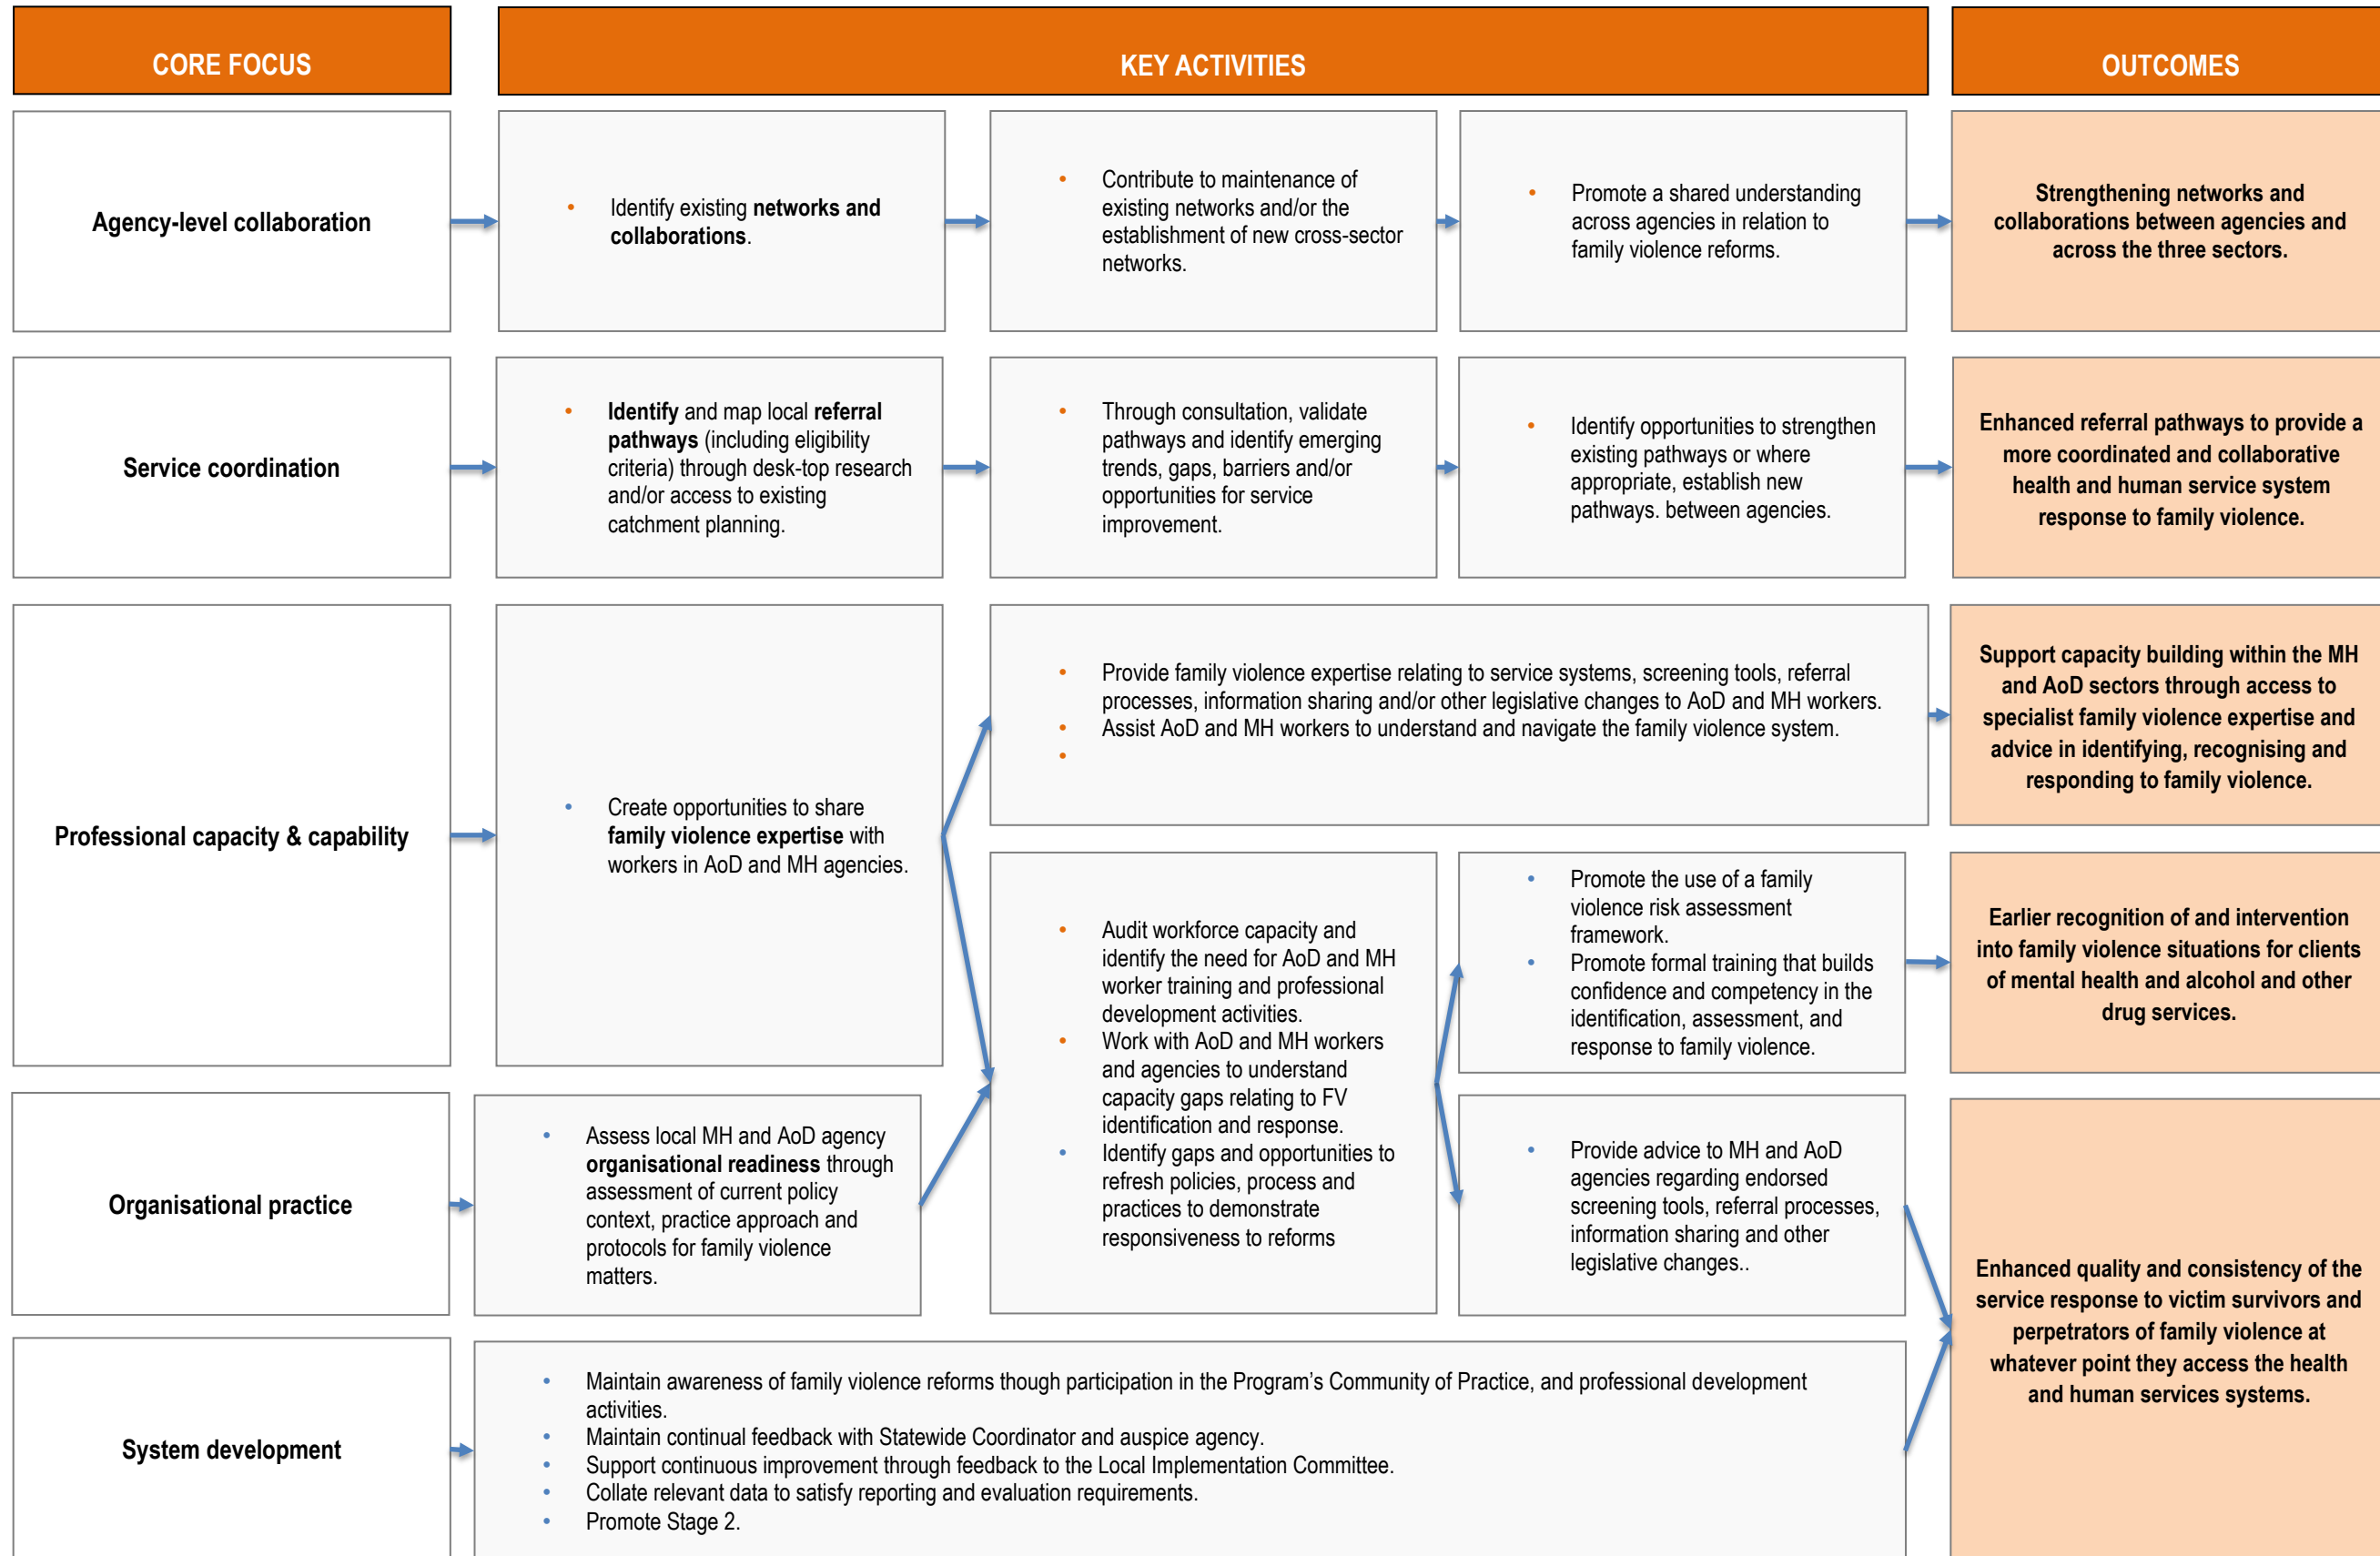 CORE FOCUS
KEY ACTIVITIES
OUTCOMES
Agency-level collaboration
• Identify existing networks and
collaborations.
• Contribute to maintenance of
existing networks and/or the
establishment of new cross-sector
networks.
• Promote a shared understanding
across agencies in relation to
family violence reforms.
Strengthening networks and
collaborations between agencies and
across the three sectors.
Service coordination
• Identify and map local referral
pathways (including eligibility
criteria) through desk-top research
and/or access to existing
catchment planning.
• Through consultation, validate
pathways and identify emerging
trends, gaps, barriers and/or
opportunities for service
improvement.
• Identify opportunities to strengthen
existing pathways or where
appropriate, establish new
pathways. between agencies.
Enhanced referral pathways to provide a
more coordinated and collaborative
health and human service system
response to family violence.
Professional capacity & capability
• Create opportunities to share
family violence expertise with
workers in AoD and MH agencies.
• Provide family violence expertise relating to service systems, screening tools, referral
processes, information sharing and/or other legislative changes to AoD and MH workers.
• Assist AoD and MH workers to understand and navigate the family violence system.
•
Support capacity building within the MH
and AoD sectors through access to
specialist family violence expertise and
advice in identifying, recognising and
responding to family violence.
• Audit workforce capacity and
identify the need for AoD and MH
worker training and professional
development activities.
• Work with AoD and MH workers
and agencies to understand
capacity gaps relating to FV
identification and response.
• Identify gaps and opportunities to
refresh policies, process and
practices to demonstrate
responsiveness to reforms
• Promote the use of a family
violence risk assessment
framework.
• Promote formal training that builds
confidence and competency in the
identification, assessment, and
response to family violence.
Earlier recognition of and intervention
into family violence situations for clients
of mental health and alcohol and other
drug services.
Organisational practice
• Assess local MH and AoD agency
organisational readiness through
assessment of current policy
context, practice approach and
protocols for family violence
matters.
• Provide advice to MH and AoD
agencies regarding endorsed
screening tools, referral processes,
information sharing and other
legislative changes..
Enhanced quality and consistency of the
service response to victim survivors and
perpetrators of family violence at
whatever point they access the health
and human services systems.
System development
• Maintain awareness of family violence reforms though participation in the Program's Community of Practice, and professional development
activities.
• Maintain continual feedback with Statewide Coordinator and auspice agency.
• Support continuous improvement through feedback to the Local Implementation Committee.
• Collate relevant data to satisfy reporting and evaluation requirements.
• Promote Stage 2.